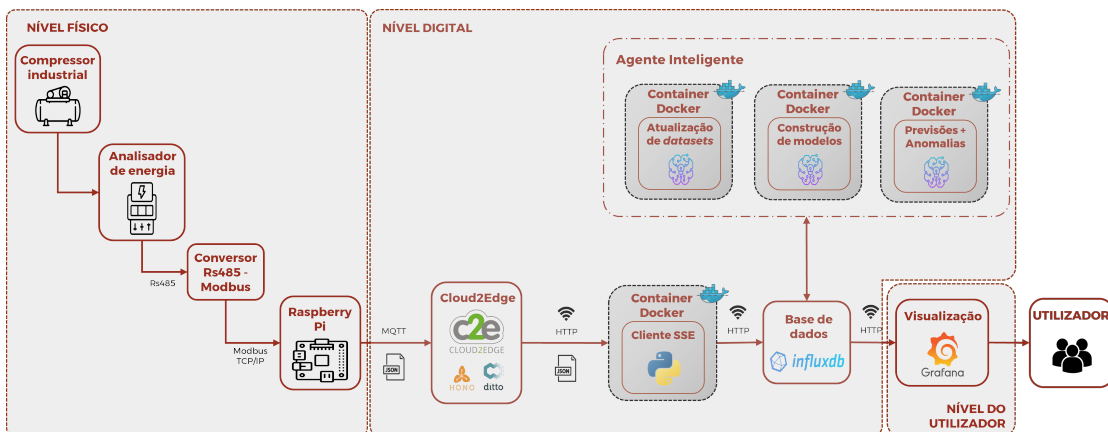 NÍVEL FÍSICO
Compressor
industrial
Analisador
de energia
Rs485
Conversor
Rs485 -
Modbus
Modbus
TCP/IP
Raspberry
Pi
NÍVEL DIGITAL
MQTT
JSON
Cloud2Edge
c2e
CLOUD2EDGE
HONO
ditto
HTTP
JSON
Container
Docker
Cliente SSE
HTTP
Base de
dados
influxdb
HTTP
Agente Inteligente
Container
Docker
Atualização
de datasets
Container
Docker
Construção
de modelos
Container
Docker
Previsões +
Anomalias
Visualização
Grafana
NÍVEL DO
UTILIZADOR
UTILIZADOR